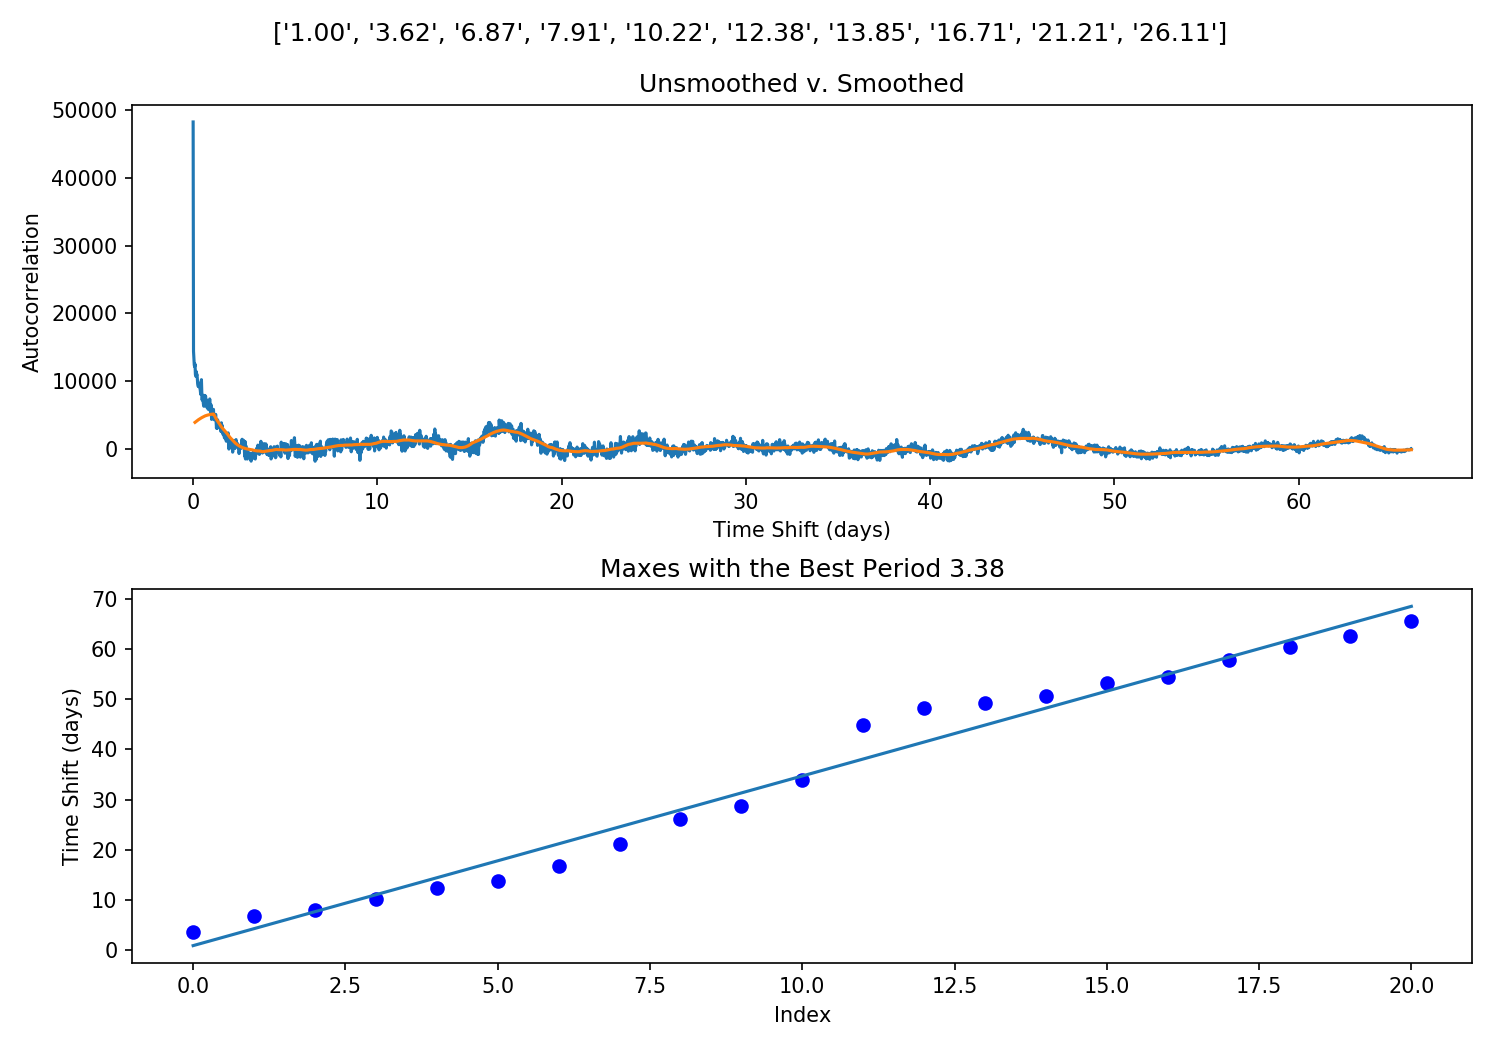 ['1.00', '3.62', '6.87', '7.91', '10.22', '12.38', '13.85', '16.71', '21.21', '26.11']
Unsmoothed v. Smoothed
50000
40000
30000
20000
10000
0
Autocorrelation
0 10 20 30 40 50 60
Time Shift (days)
Maxes with the Best Period 3.38
70
60
50
40
30
20
10
0
Time Shift (days)
0.0 2.5 5.0 7.5 10.0 12.5 15.0 17.5 20.0
Index